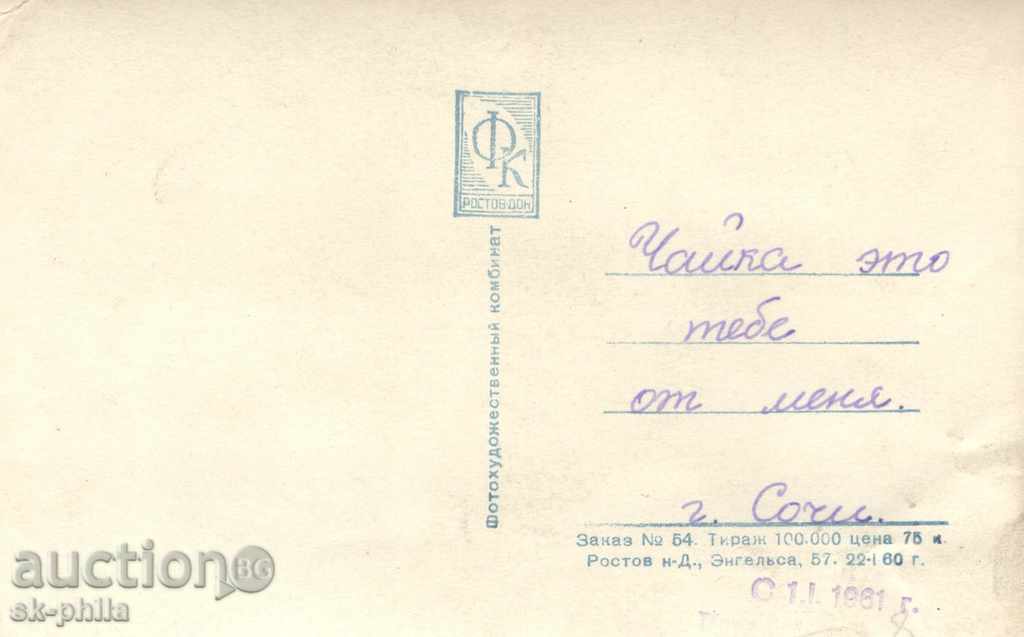 ФК
РОСТОВ-ДОН
Фотохудожественный комбинат
Чайка это
тебе
от меня.
г. Сочи.
Заказ № 54. Тираж 100.000 цена 75 к.
Ростов н-Д., Энгельса, 57. 22-I 60 г.
С 1.I. 1961 г.
auction BG
sk-philla